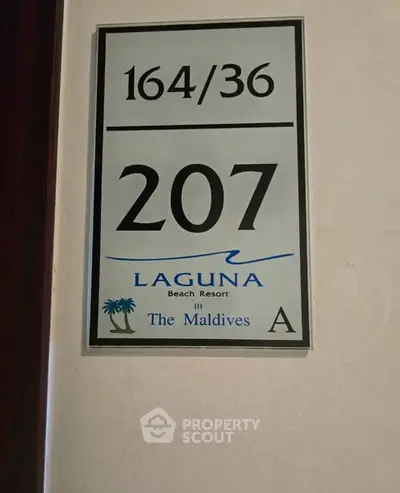 164/36
207
LAGUNA
Beach Resort
III
The Maldives
A
PROPERTY
SCOUT